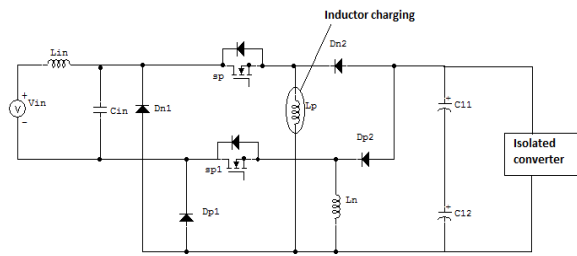 Inductor charging
Lin
Dn2
sp
Vin
+
V
−
Cin
Dn1
Lp
+
C11
Dp2
Isolated
converter
sp1
Ln
Dp1
+
C12